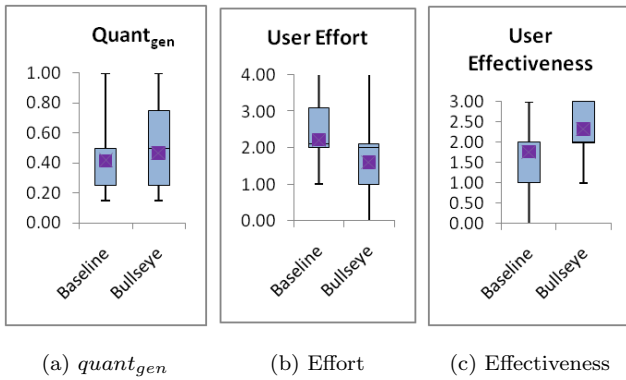 Quantgen
1.00
0.80
0.60
0.40
0.20
0.00
Baseline
Bullseye
User Effort
4.00
3.00
2.00
1.00
0.00
Baseline
Bullseye
User
Effectiveness
3.00
2.50
2.00
1.50
1.00
0.50
0.00
Baseline
Bullseye
(a) quantgen
(b) Effort
(c) Effectiveness